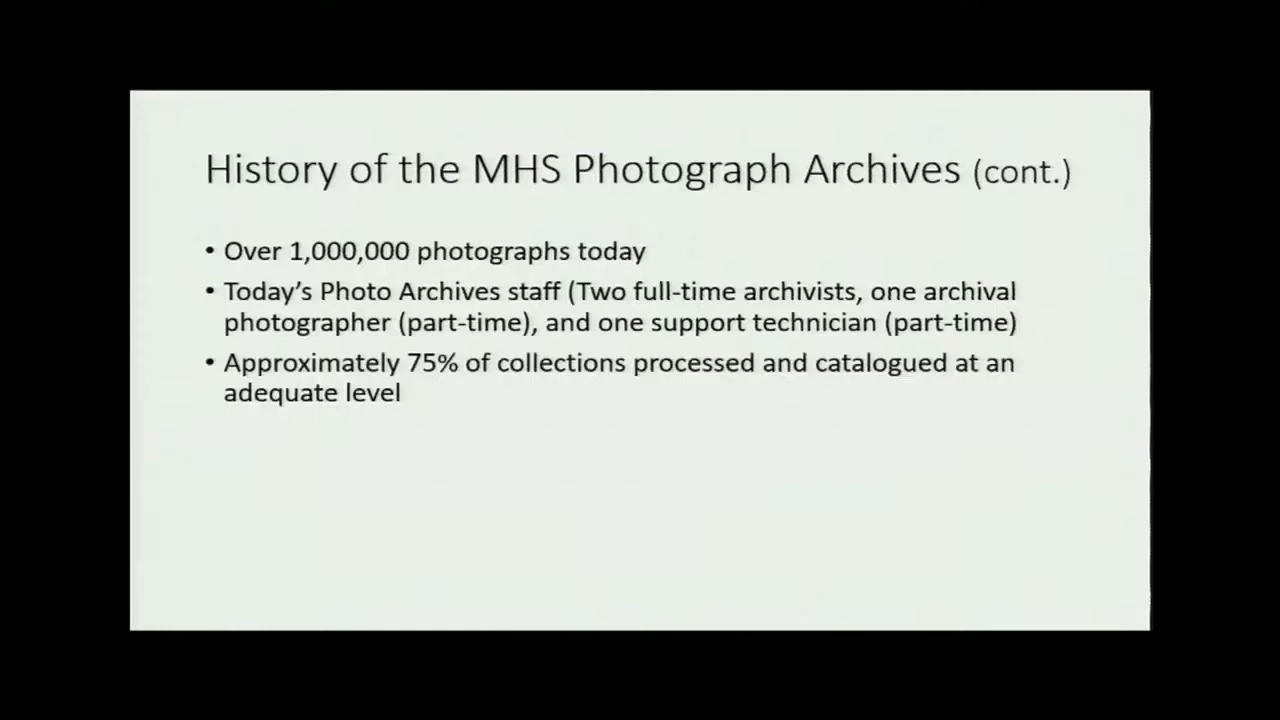 History of the MHS Photograph Archives (cont.)
• Over 1,000,000 photographs today
• Today’s Photo Archives staff (Two full-time archivists, one archival
photographer (part-time), and one support technician (part-time)
• Approximately 75% of collections processed and catalogued at an
adequate level